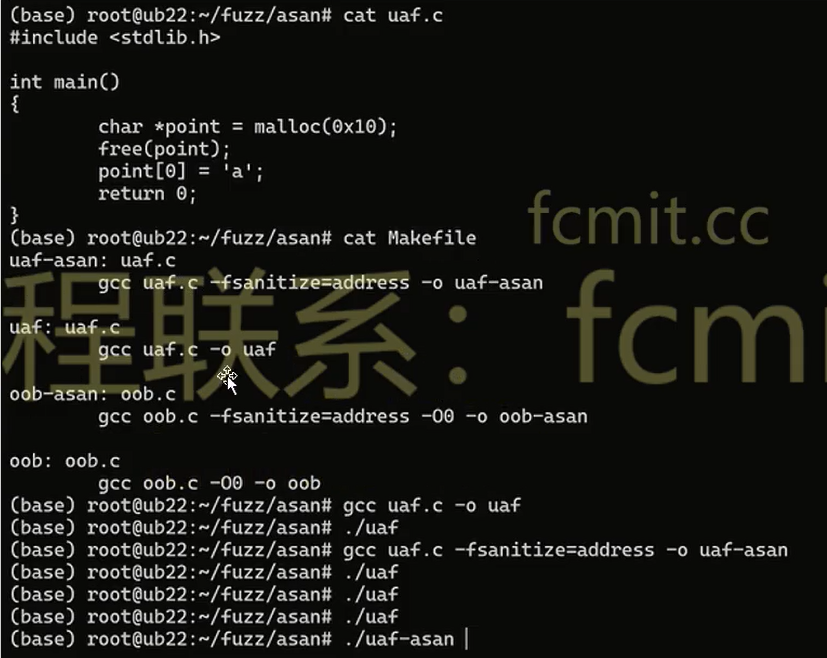 (base) root@ub22:~/fuzz/asan# cat uaf.c
#include <stdlib.h>
int main()
{
        char *point = malloc(0x10);
        free(point);
        point[0] = 'a';
        return 0;
}
fcmit.cc
(base) root@ub22:~/fuzz/asan# cat Makefile
uaf-asan: uaf.c
        gcc uaf.c -fsanitize=address -o uaf-asan
程联系：fcmi
uaf: uaf.c
        gcc uaf.c -o uaf
oob-asan: oob.c
        gcc oob.c -fsanitize=address -O0 -o oob-asan
oob: oob.c
        gcc oob.c -O0 -o oob
(base) root@ub22:~/fuzz/asan# gcc uaf.c -o uaf
(base) root@ub22:~/fuzz/asan# ./uaf
(base) root@ub22:~/fuzz/asan# gcc uaf.c -fsanitize=address -o uaf-asan
(base) root@ub22:~/fuzz/asan# ./uaf
(base) root@ub22:~/fuzz/asan# ./uaf
(base) root@ub22:~/fuzz/asan# ./uaf
(base) root@ub22:~/fuzz/asan# ./uaf-asan